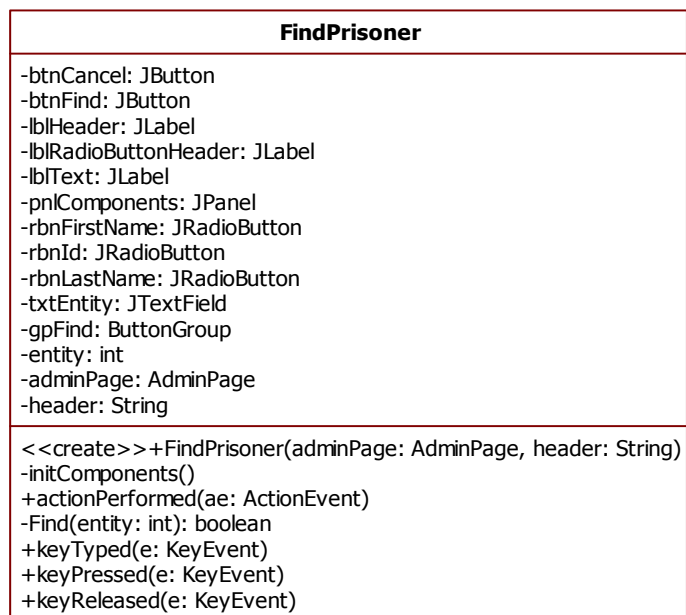 FindPrisoner
-btnCancel: JButton
-btnFind: JButton
-lblHeader: JLabel
-lblRadioButtonHeader: JLabel
-lblText: JLabel
-pnlComponents: JPanel
-rbnFirstName: JRadioButton
-rbnId: JRadioButton
-rbnLastName: JRadioButton
-txtEntity: JTextField
-gpFind: ButtonGroup
-entity: int
-adminPage: AdminPage
-header: String
<<create>>+FindPrisoner(adminPage: AdminPage, header: String)
-initComponents()
+actionPerformed(ae: ActionEvent)
-Find(entity: int): boolean
+keyTyped(e: KeyEvent)
+keyPressed(e: KeyEvent)
+keyReleased(e: KeyEvent)